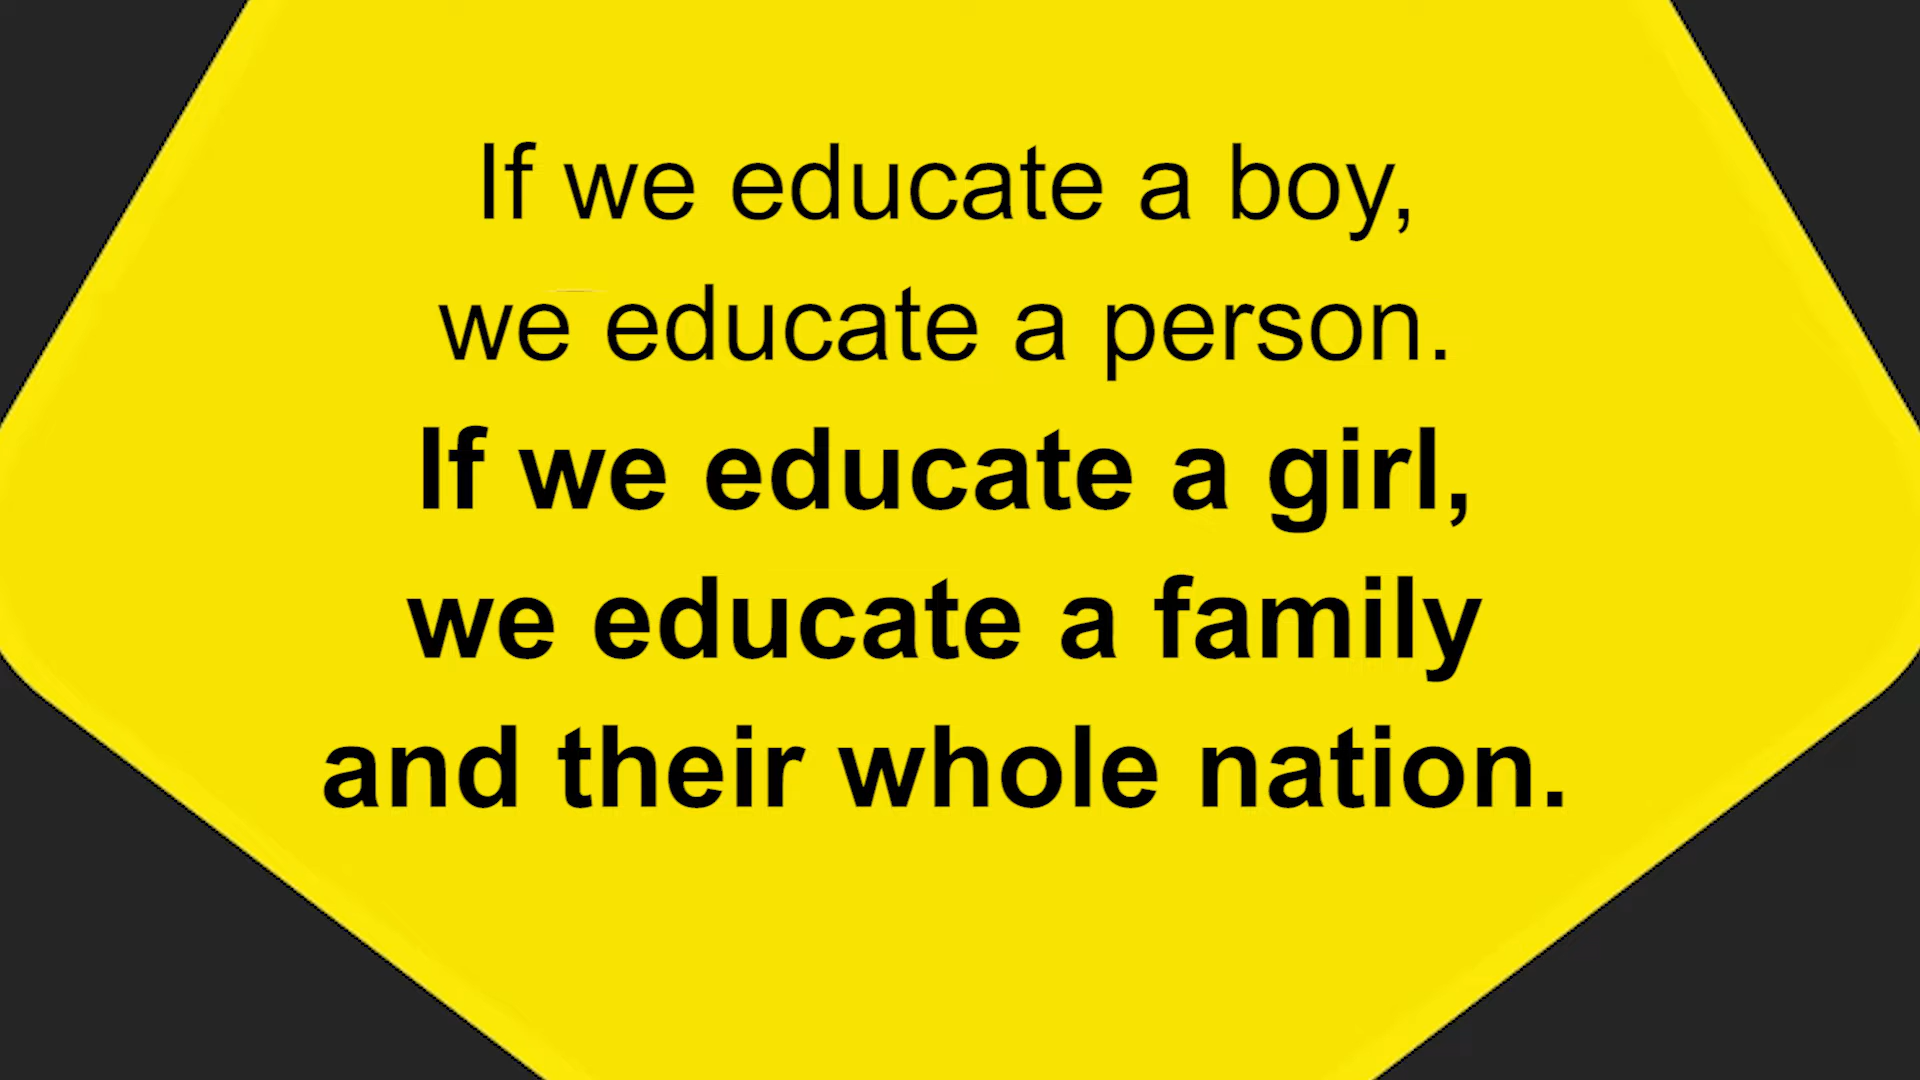 If we educate a boy,
we educate a person.
If we educate a girl,
we educate a family
and their whole nation.